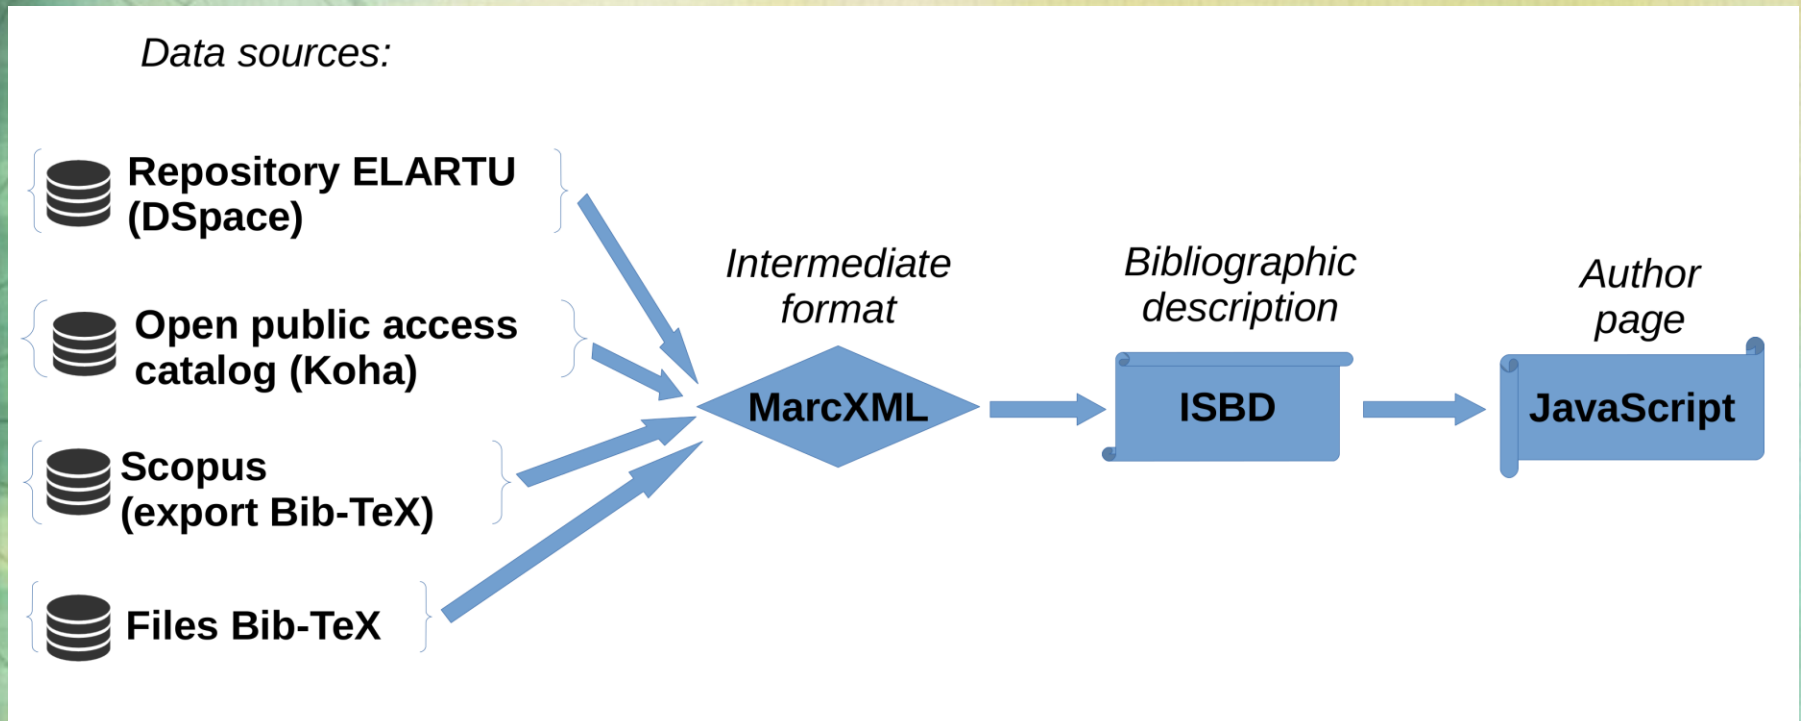 Data sources:
Repository ELARTU
(DSpace)
Open public access
catalog (Koha)
Scopus
(export Bib-TeX)
Files Bib-TeX
Intermediate
format
MarcXML
Bibliographic
description
ISBD
Author
page
JavaScript